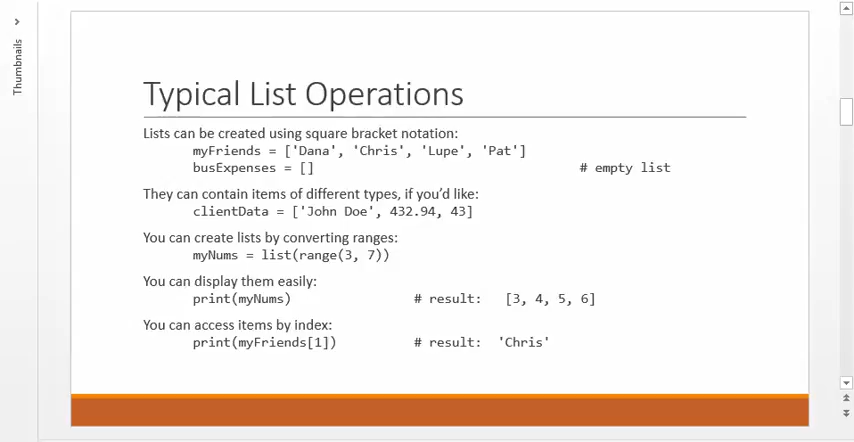 Thumbnails
Typical List Operations
Lists can be created using square bracket notation:
myFriends = ['Dana', 'Chris', 'Lupe', 'Pat']
busExpenses = [] # empty list
They can contain items of different types, if you'd like:
clientData = ['John Doe', 432.94, 43]
You can create lists by converting ranges:
myNums = list(range(3, 7))
You can display them easily:
print(myNums) # result: [3, 4, 5, 6]
You can access items by index:
print(myFriends[1]) # result: 'Chris'